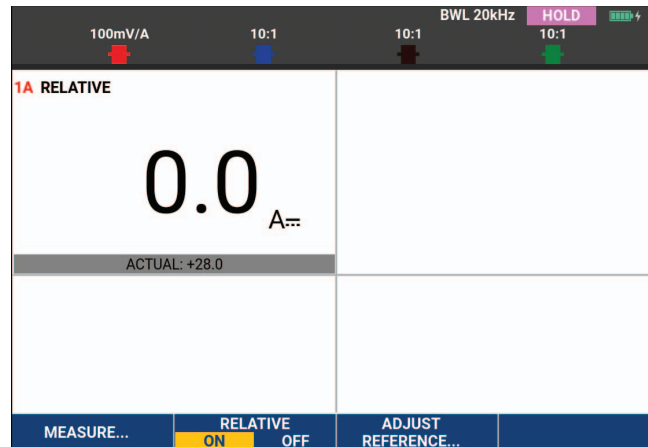 BWL 20kHz HOLD
100mV/A 10:1 10:1 10:1
1A RELATIVE
0.0 A⎓
ACTUAL: +28.0
MEASURE... RELATIVE ADJUST
ON OFF REFERENCE...